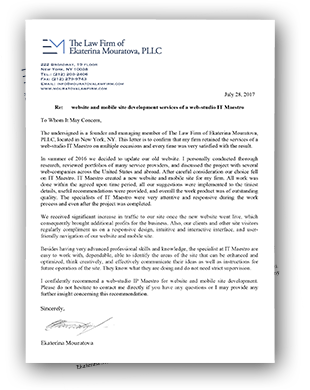 EM The Law Firm of
Ekaterina Mouratova, PLLC
222 Broadway, 19 Floor
New York, NY 10038
July 28, 2017
Re: website and mobile site development services of a web-studio IT Maestro
To Whom It May Concern,
The undersigned is a founder and managing member of The Law Firm of Ekaterina Mouratova,
PLLC, located in New York, NY. This letter is to confirm that my firm retained the services of a
web-studio IT Maestro on multiple occasions and every time was very satisfied with the result.
In summer of 2016 we decided to update our old website. I personally conducted thorough
research, reviewed portfolios of many service providers, and discussed the project with several
web-companies across the United States and abroad. After careful consideration our choice fell
on IT Maestro. IT Maestro created a new website and mobile site for my firm. All work was
done within the agreed upon time period, all our suggestions were implemented to the finest
details, useful recommendations were provided, and overall the work product was of outstanding
quality. The specialists of IT Maestro were very attentive and responsive during the work
process and even after the project was completed.
We received significant increase in traffic to our site once the new website went live, which
consequently brought additional profits for the business. Also, our clients and other site visitors
regularly compliment us on a responsive design, intuitive and interactive interface, and user-
friendly navigation of our website and mobile site.
Besides having very advanced professional skills and knowledge, the specialist at IT Maestro are
easy to work with, dependable, able to identify the areas of the site that can be enhanced and
optimized, think creatively, and effectively communicate their ideas as well as instructions for
future operation of the site. They know what they are doing and do not need strict supervision.
I confidently recommend a web-studio IT Maestro for website and mobile site development.
Please do not hesitate to contact me directly if you have any questions or I may provide any
further insight concerning this recommendation.
Sincerely,
Ekaterina Mouratova